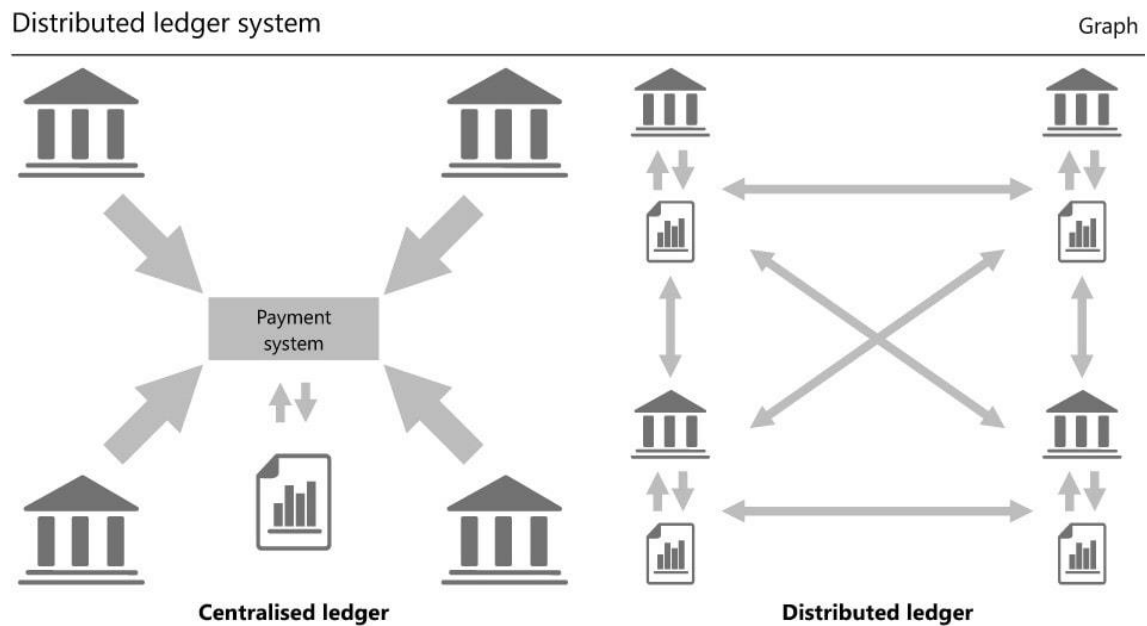 Distributed ledger system
Graph
Payment
system
Centralised ledger
Distributed ledger